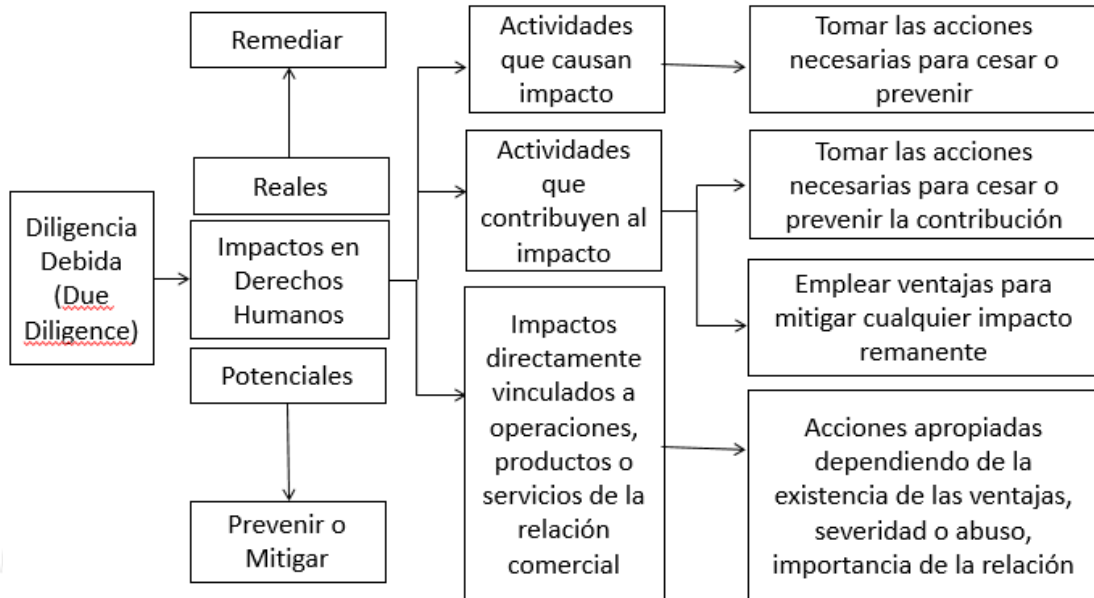 Diligencia
Debida
(Due
Diligence)
Remediar
Reales
Impactos en
Derechos
Humanos
Potenciales
Prevenir o
Mitigar
Actividades
que causan
impacto
Actividades
que
contribuyen al
impacto
Impactos
directamente
vinculados a
operaciones,
productos o
servicios de la
relación
comercial
Tomar las acciones
necesarias para cesar o
prevenir
Tomar las acciones
necesarias para cesar o
prevenir la contribución
Emplear ventajas para
mitigar cualquier impacto
remanente
Acciones apropiadas
dependiendo de la
existencia de las ventajas,
severidad o abuso,
importancia de la relación